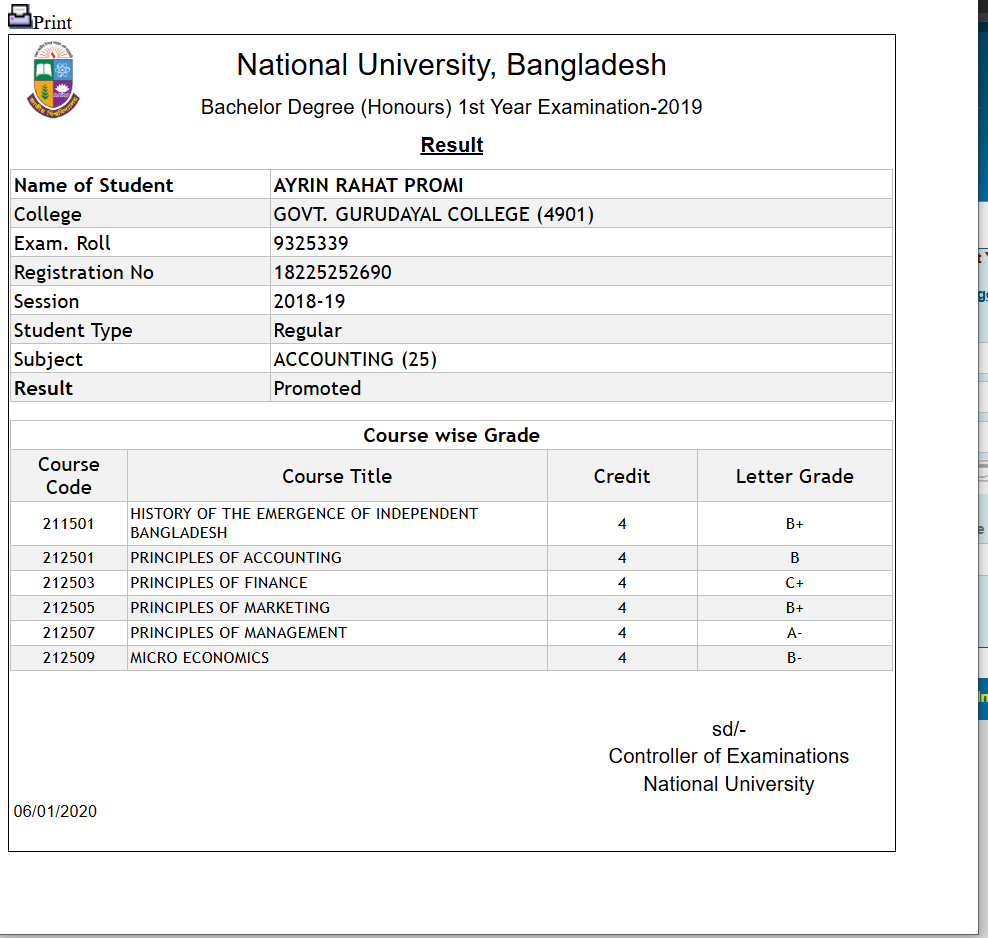 Print
National University, Bangladesh
Bachelor Degree (Honours) 1st Year Examination-2019
Result
Name of Student AYRIN RAHAT PROMI
College GOVT. GURUDAYAL COLLEGE (4901)
Exam. Roll 9325339
Registration No 18225252690
Session 2018-19
Student Type Regular
Subject ACCOUNTING (25)
Result Promoted
Course wise Grade
Course Code Course Title Credit Letter Grade
211501 HISTORY OF THE EMERGENCE OF INDEPENDENT BANGLADESH 4 B+
212501 PRINCIPLES OF ACCOUNTING 4 B
212503 PRINCIPLES OF FINANCE 4 C+
212505 PRINCIPLES OF MARKETING 4 B+
212507 PRINCIPLES OF MANAGEMENT 4 A-
212509 MICRO ECONOMICS 4 B-
sd/-
Controller of Examinations
National University
06/01/2020